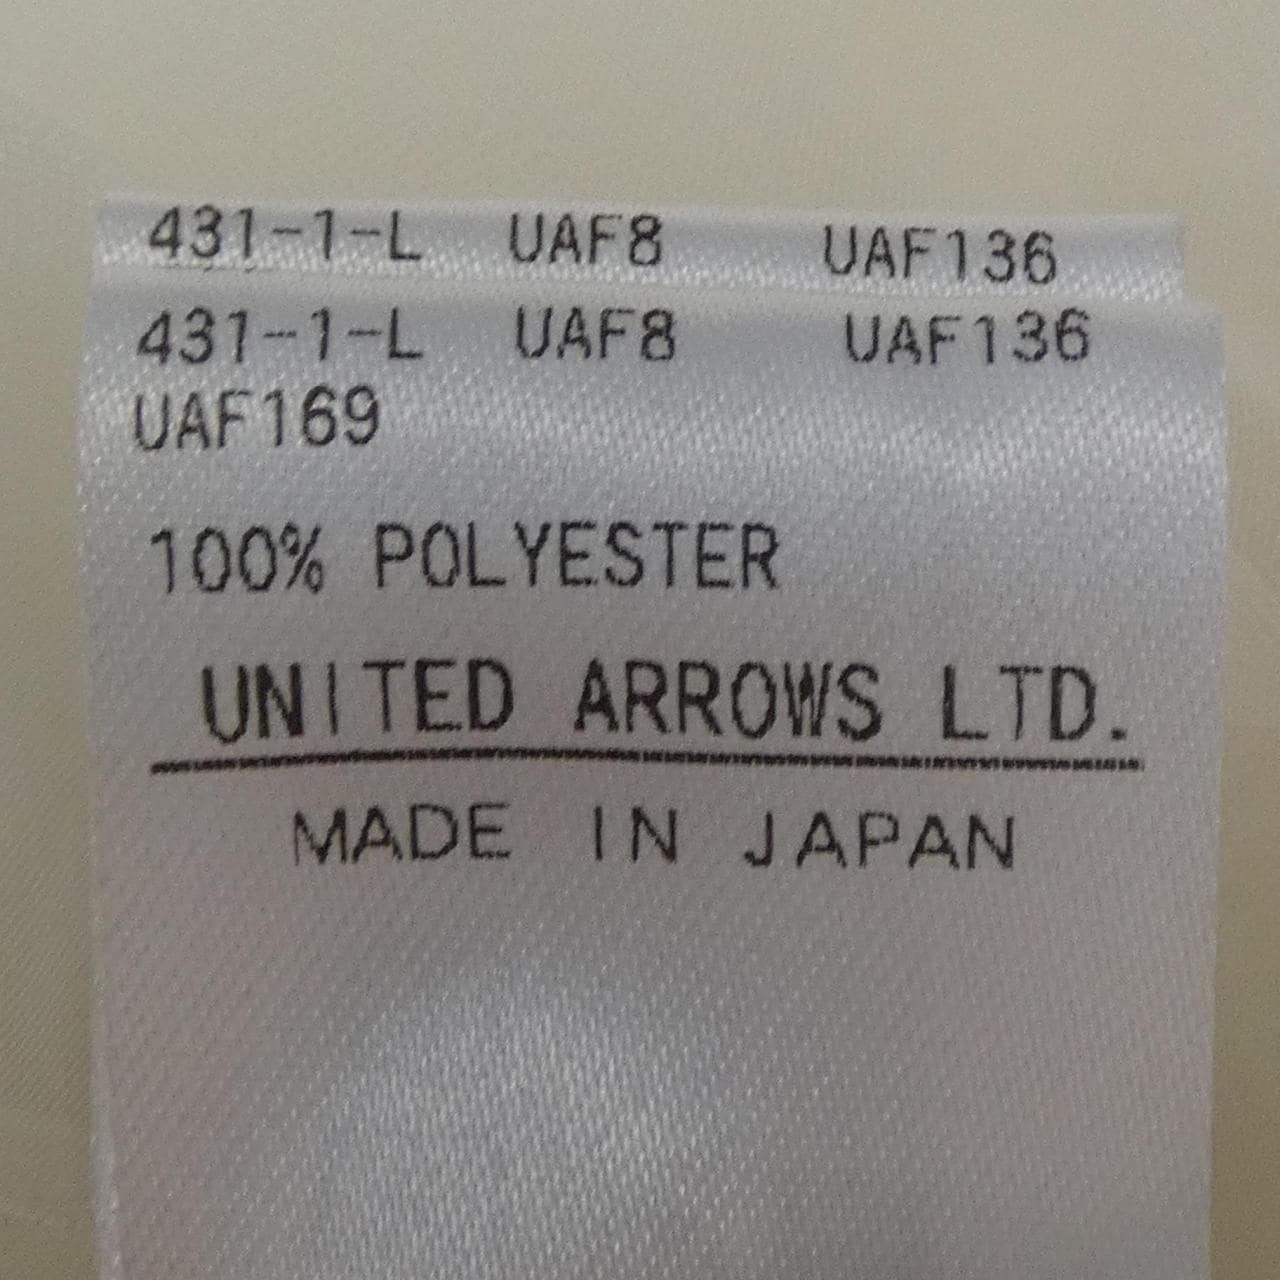 431-1-L UAF8 UAF136
431-1-L UAF8 UAF136
UAF169
100% POLYESTER
UNITED ARROWS LTD.
MADE IN JAPAN